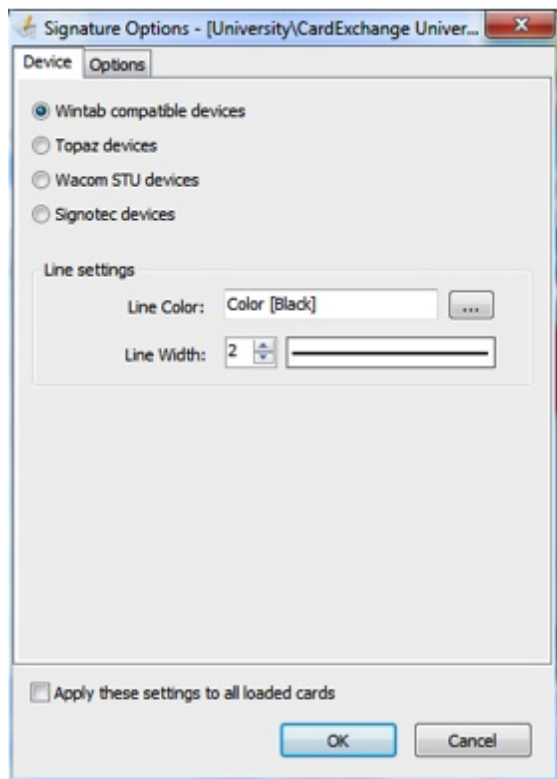 Signature Options - [University\CardExchange Univer...
Device Options
Wintab compatible devices
Topaz devices
Wacom STU devices
Signotec devices
Line settings
Line Color: Color [Black] ...
Line Width: 2
Apply these settings to all loaded cards
OK Cancel